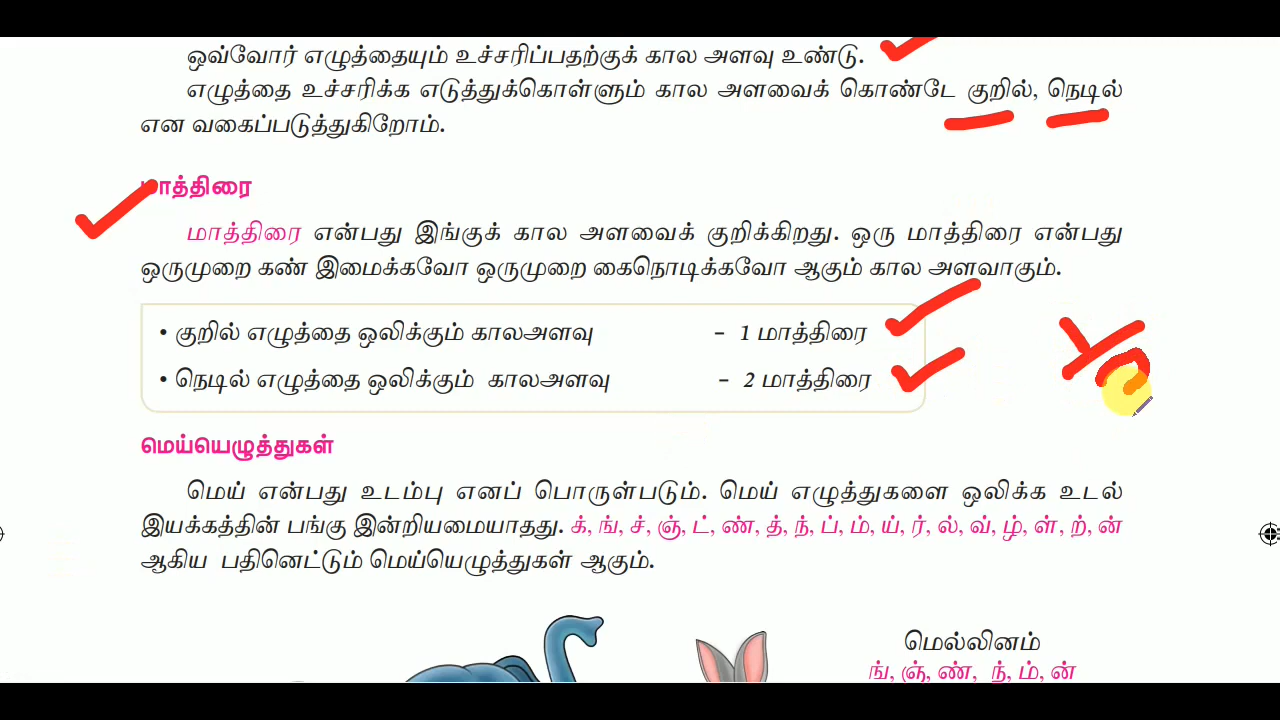 ஒவ்வோர் எழுத்தையும் உச்சரிப்பதற்குக் கால அளவு உண்டு.
எழுத்தை உச்சரிக்க எடுத்துக்கொள்ளும் கால அளவைக் கொண்டே குறில், நெடில்
என வகைப்படுத்துகிறோம்.
மாத்திரை
மாத்திரை என்பது இங்குக் கால அளவைக் குறிக்கிறது. ஒரு மாத்திரை என்பது
ஒருமுறை கண் இமைக்கவோ ஒருமுறை கைநொடிக்கவோ ஆகும் கால அளவாகும்.
• குறில் எழுத்தை ஒலிக்கும் காலஅளவு – 1 மாத்திரை
• நெடில் எழுத்தை ஒலிக்கும் காலஅளவு – 2 மாத்திரை
மெய்யெழுத்துகள்
மெய் என்பது உடம்பு எனப் பொருள்படும். மெய் எழுத்துகளை ஒலிக்க உடல்
இயக்கத்தின் பங்கு இன்றியமையாதது. க், ங், ச், ஞ், ட், ண், த், ந், ப், ம், ய், ர், ல், வ், ழ், ள், ற், ன்
ஆகிய பதினெட்டும் மெய்யெழுத்துகள் ஆகும்.
மெல்லினம்
ங், ஞ், ண், ந், ம், ன்